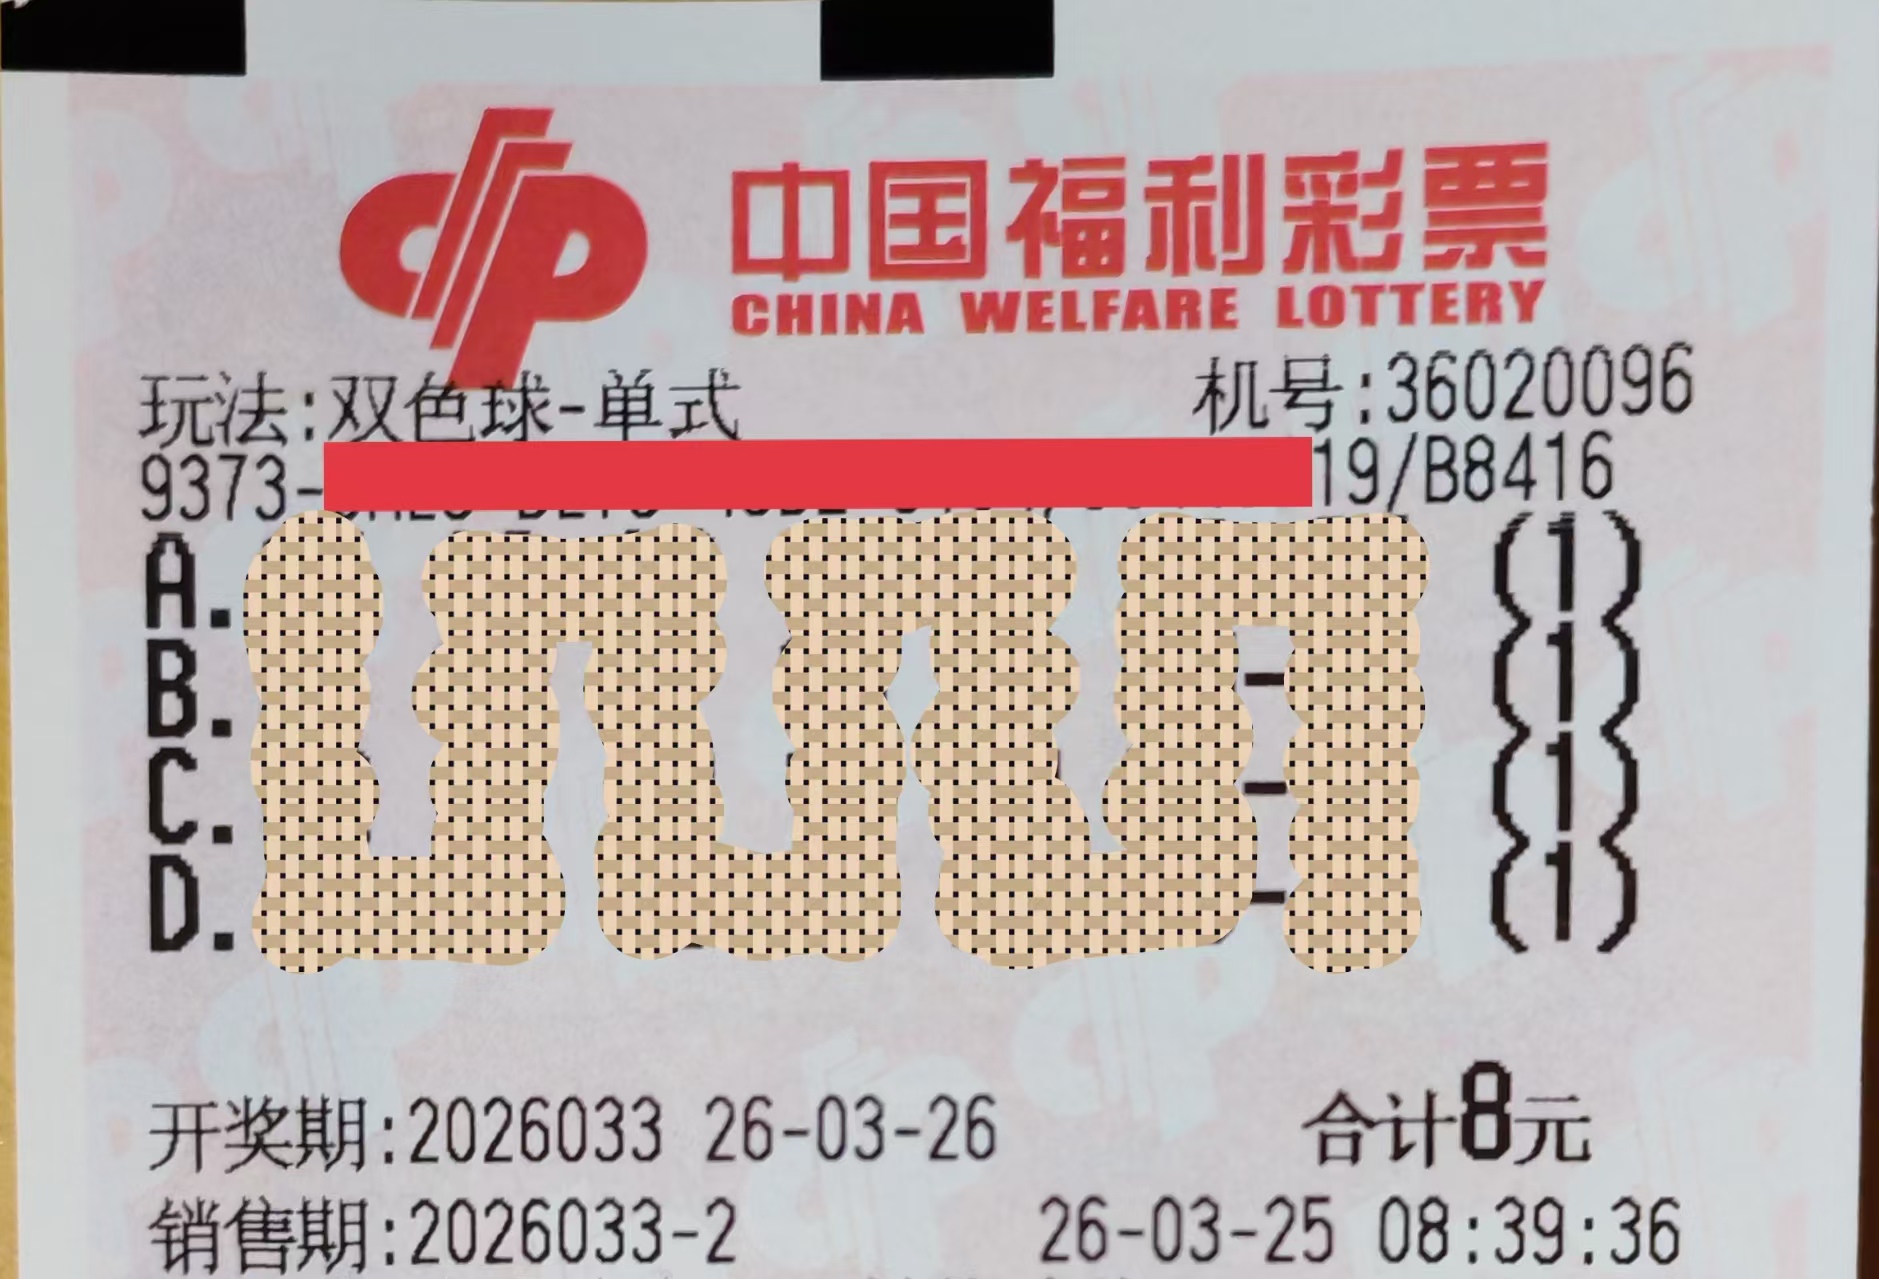 中国福利彩票
CHINA WELFARE LOTTERY
玩法:双色球-单式 机号:36020096
9373- 19/B8416
A. (1)
B. - (1)
C. - (1)
D. - (1)
开奖期:2026033 26-03-26 合计8元
销售期:2026033-2 26-03-25 08:39:36